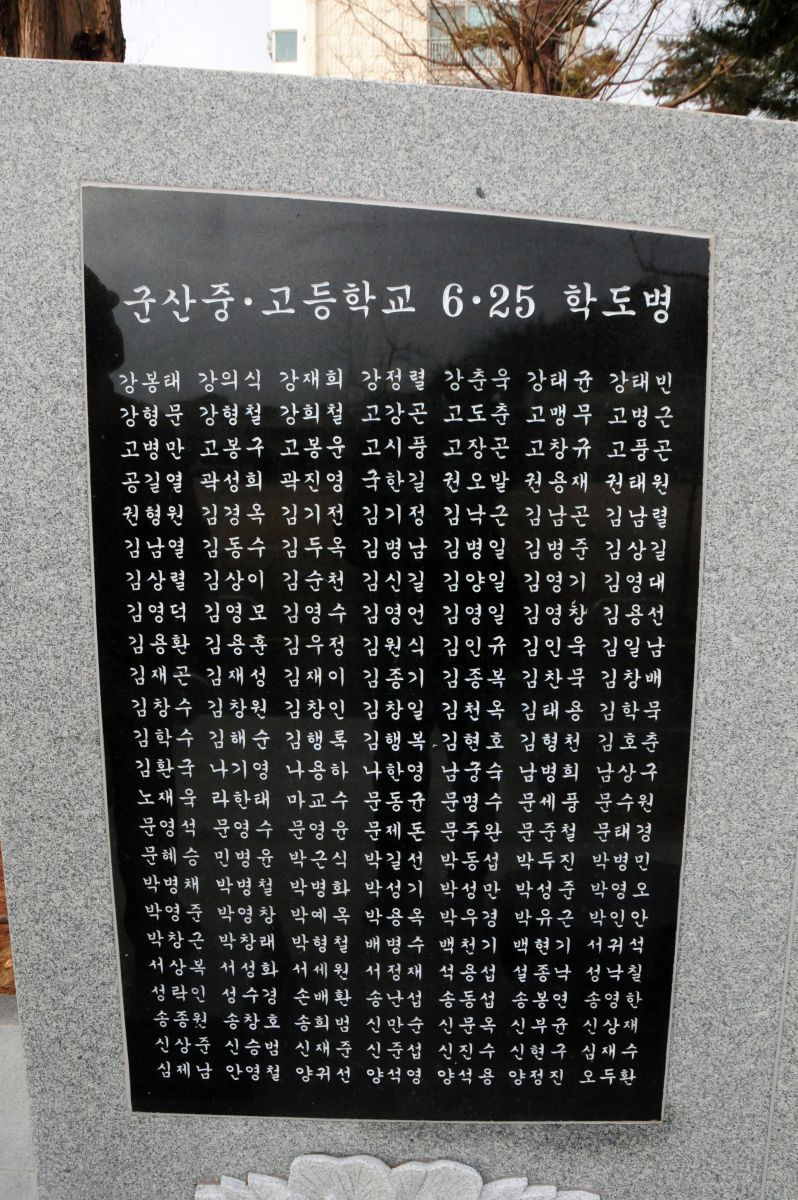 군산중·고등학교 6·25 학도병
강봉태 강의식 강재희 강정렬 강춘욱 강태균 강태민
강형문 강형철 강희철 고강곤 고도춘 고맹무 고병근
고병만 고봉구 고봉운 고시풍 고장곤 고창규 고풍곤
공길열 곽성희 곽진영 국한길 권오발 권용재 권태원
권형원 김경옥 김기전 김기정 김낙근 김남곤 김남렬
김남열 김동수 김두옥 김병남 김병일 김병준 김상길
김상렬 김상이 김순천 김신길 김양일 김영기 김영대
김영덕 김영모 김영수 김영언 김영일 김영창 김용선
김용환 김용훈 김우정 김원식 김인규 김인욱 김일남
김재곤 김재성 김재이 김종기 김종복 김찬묵 김창배
김창수 김창원 김창인 김창일 김천옥 김태용 김학묵
김학수 김해순 김행록 김행복 김현호 김형천 김호춘
김환국 나기영 나용하 나한영 남궁숙 남병희 남상구
노재욱 라한태 마교수 문동균 문명수 문세풍 문수원
문영석 문영수 문영윤 문제돈 문주완 문준철 문태경
문혜승 민병윤 박근식 박길선 박동섭 박두진 박병민
박병채 박병철 박병화 박성기 박성만 박성준 박영오
박영준 박영창 박예옥 박용옥 박우경 박유근 박인안
박창근 박창래 박형철 배병수 백천기 백현기 서귀석
서상복 서성화 서세원 서정재 석용섭 설종낙 성낙칠
성락인 성수경 손배환 송난섭 송동섭 송봉연 송영한
송종원 송창호 송희범 신만순 신문옥 신부균 신상재
신상준 신승범 신재준 신준섭 신진수 신현구 심재수
심제남 안영철 양귀선 양석영 양석용 양정진 오두환